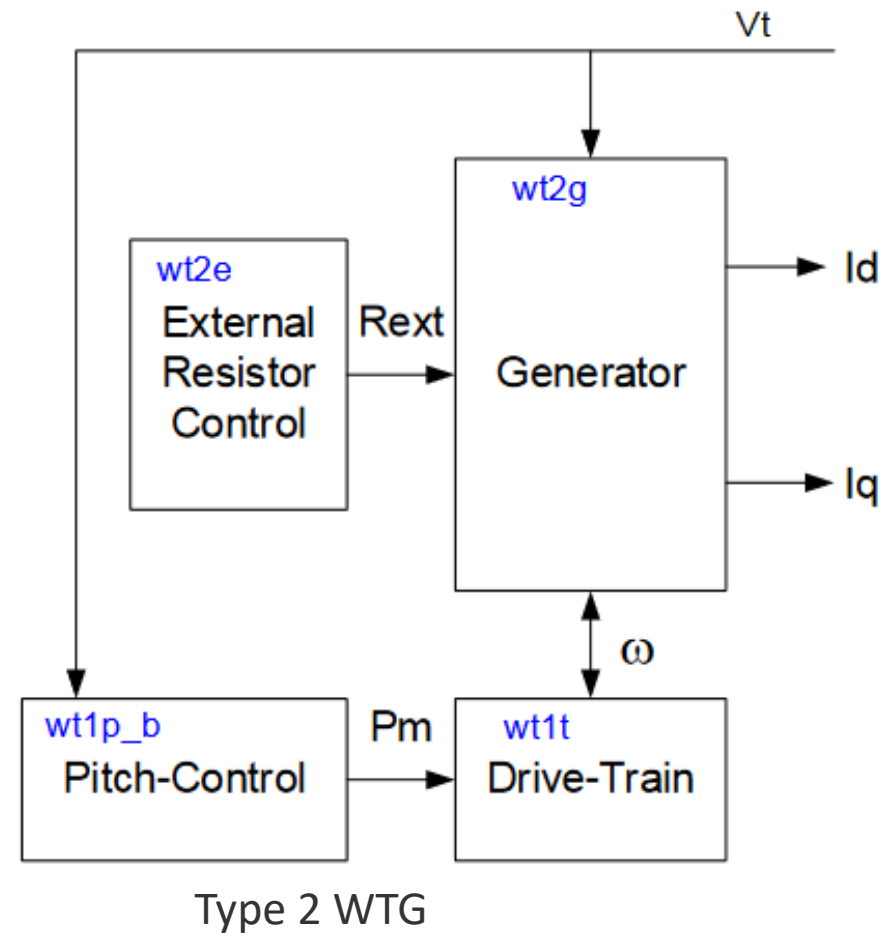 Vt
wt2g
Generator
wt2e
External
Resistor
Control
Rext
Id
Iq
ω
wt1p_b
Pitch-Control
Pm
wt1t
Drive-Train
Type 2 WTG